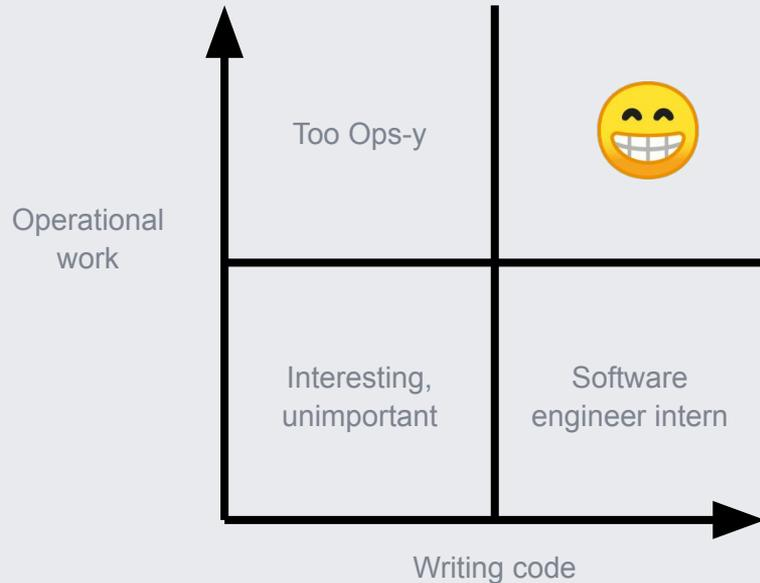 Too Ops-y
Operational
work
Interesting,
unimportant
Software
engineer intern
Writing code